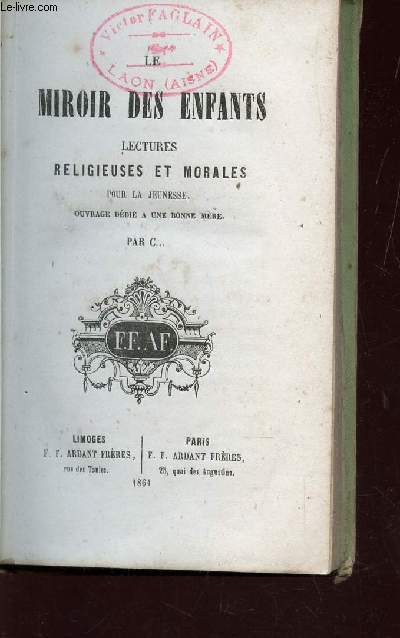 www.Le-Livre.com
Victor FAGLAIN
LAON (AISNE)
LE
MIROIR DES ENFANTS
LECTURES
RELIGIEUSES ET MORALES
POUR LA JEUNESSE.
OUVRAGE DÉDIÉ A UNE BONNE MÈRE.
PAR C...
F.F.AF.
LIMOGES
F. F. ARDANT FRÈRES,
rue des Taules.
PARIS
F. F. ARDANT FRÈRES,
25, quai des Augustins.
1864